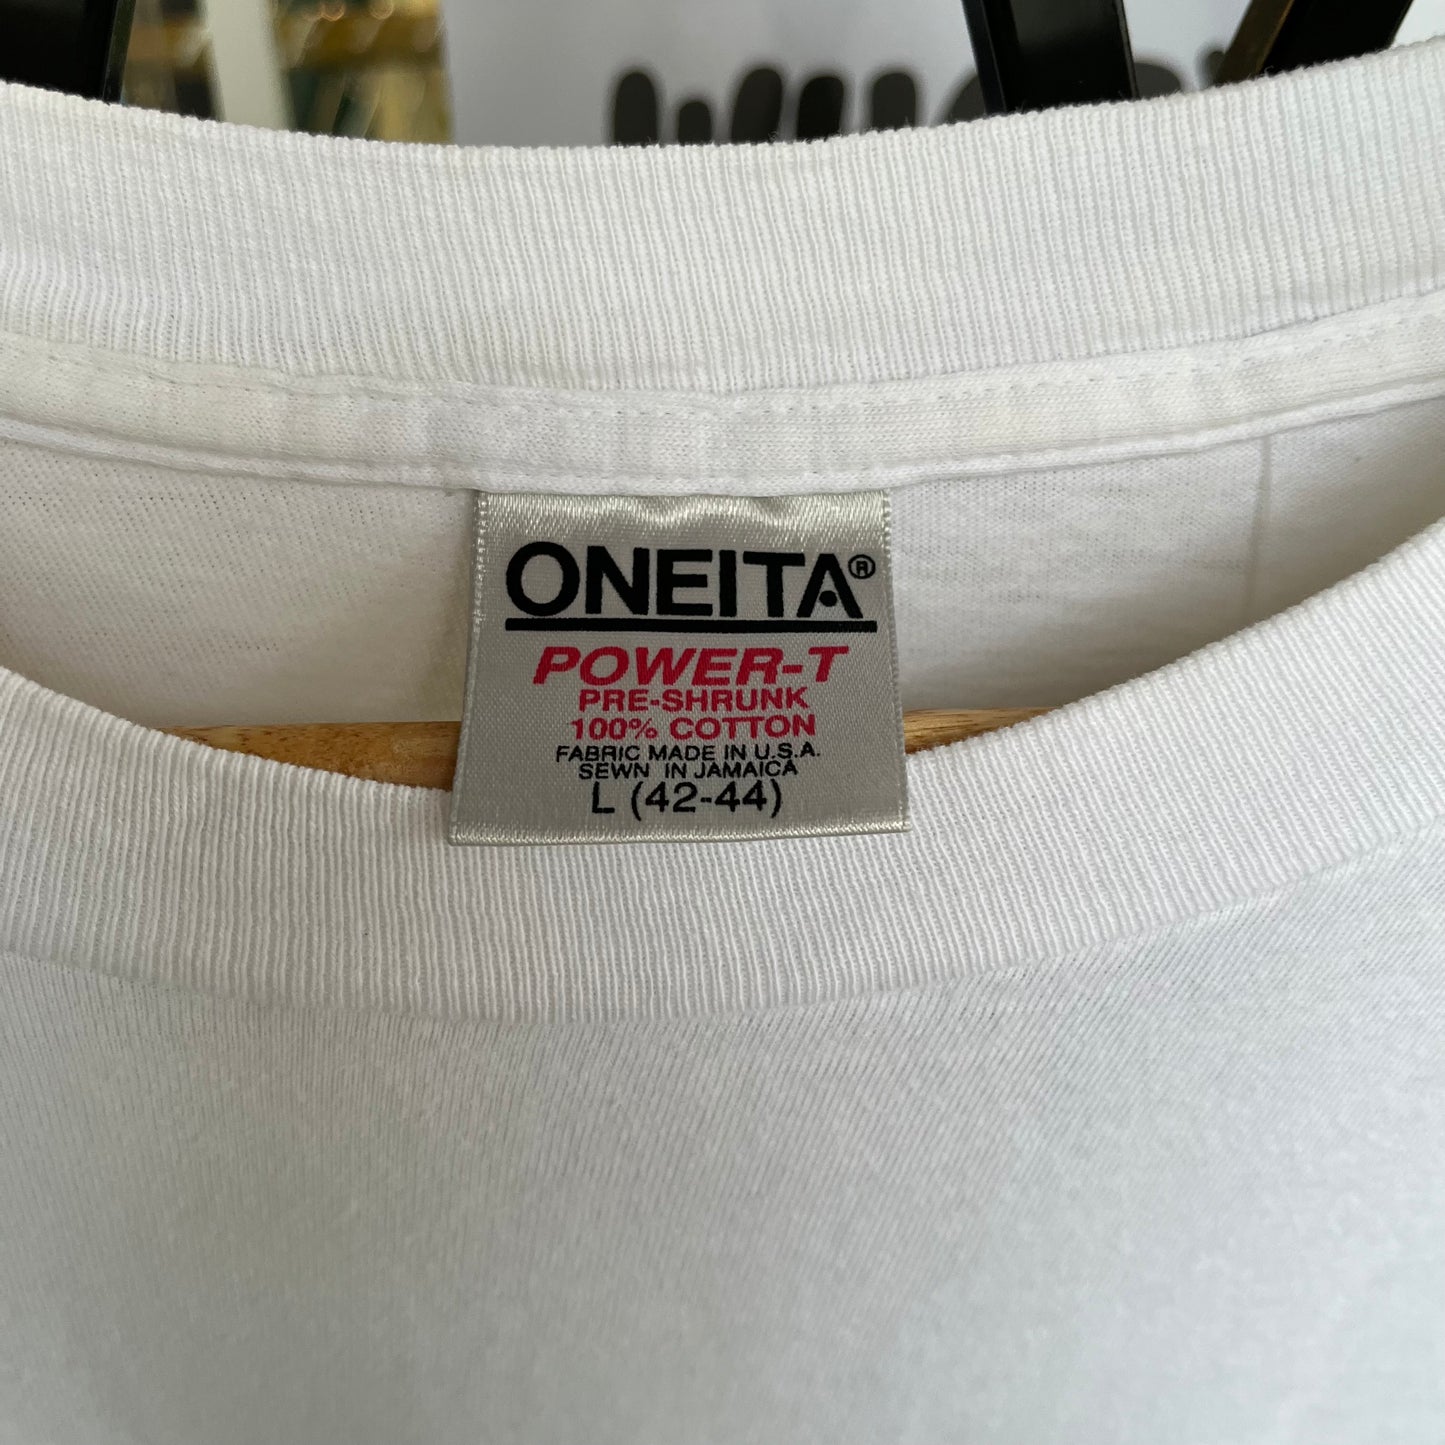 ONEITA®
POWER-T
PRE-SHRUNK
100% COTTON
FABRIC MADE IN U.S.A.
SEWN IN JAMAICA
L (42-44)